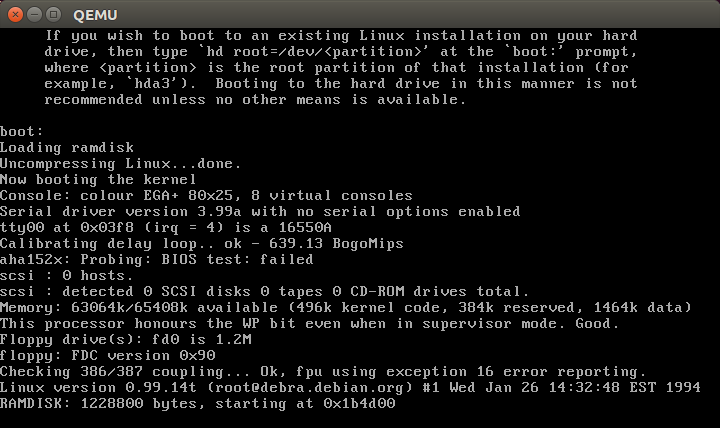 QEMU
If you wish to boot to an existing Linux installation on your hard
drive, then type `hd root=/dev/<partition>' at the `boot:' prompt,
where <partition> is the root partition of that installation (for
example, `hda3').  Booting to the hard drive in this manner is not
recommended unless no other means is available.
boot:
Loading ramdisk
Uncompressing Linux...done.
Now booting the kernel
Console: colour EGA+ 80x25, 8 virtual consoles
Serial driver version 3.99a with no serial options enabled
tty00 at 0x03f8 (irq = 4) is a 16550A
Calibrating delay loop.. ok - 639.13 BogoMips
aha152x: Probing: BIOS test: failed
scsi : 0 hosts.
scsi : detected 0 SCSI disks 0 tapes 0 CD-ROM drives total.
Memory: 63064k/65408k available (496k kernel code, 384k reserved, 1464k data)
This processor honours the WP bit even when in supervisor mode. Good.
Floppy drive(s): fd0 is 1.2M
floppy: FDC version 0x90
Checking 386/387 coupling... Ok, fpu using exception 16 error reporting.
Linux version 0.99.14t (root@debra.debian.org) #1 Wed Jan 26 14:32:48 EST 1994
RAMDISK: 1228800 bytes, starting at 0x1b4d00